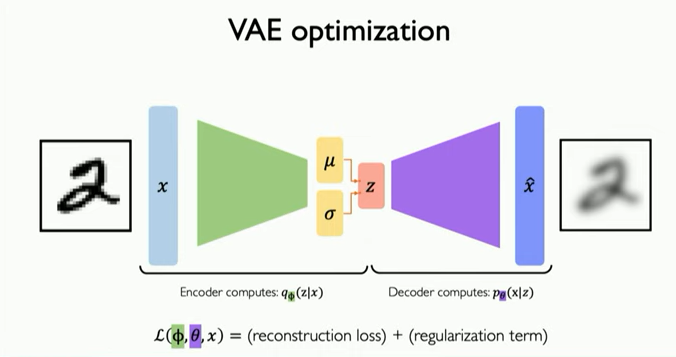 VAE optimization
x
μ
σ
z
x̂
Encoder computes: qϕ(z|x)
Decoder computes: pθ(x|z)
ℒ(ϕ,θ,x) = (reconstruction loss) + (regularization term)